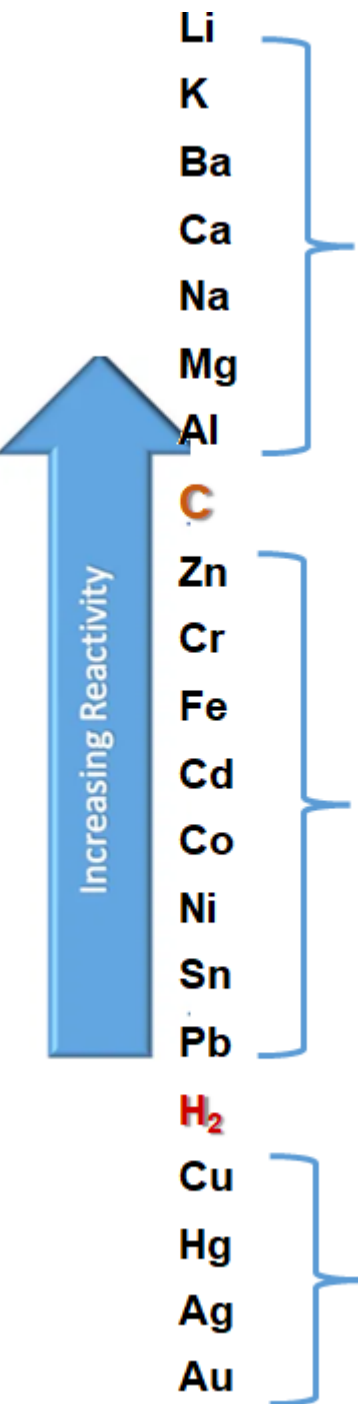 Li
K
Ba
Ca
Na
Mg
Al
C
Zn
Cr
Fe
Cd
Co
Ni
Sn
Pb
H₂
Cu
Hg
Ag
Au
Increasing Reactivity